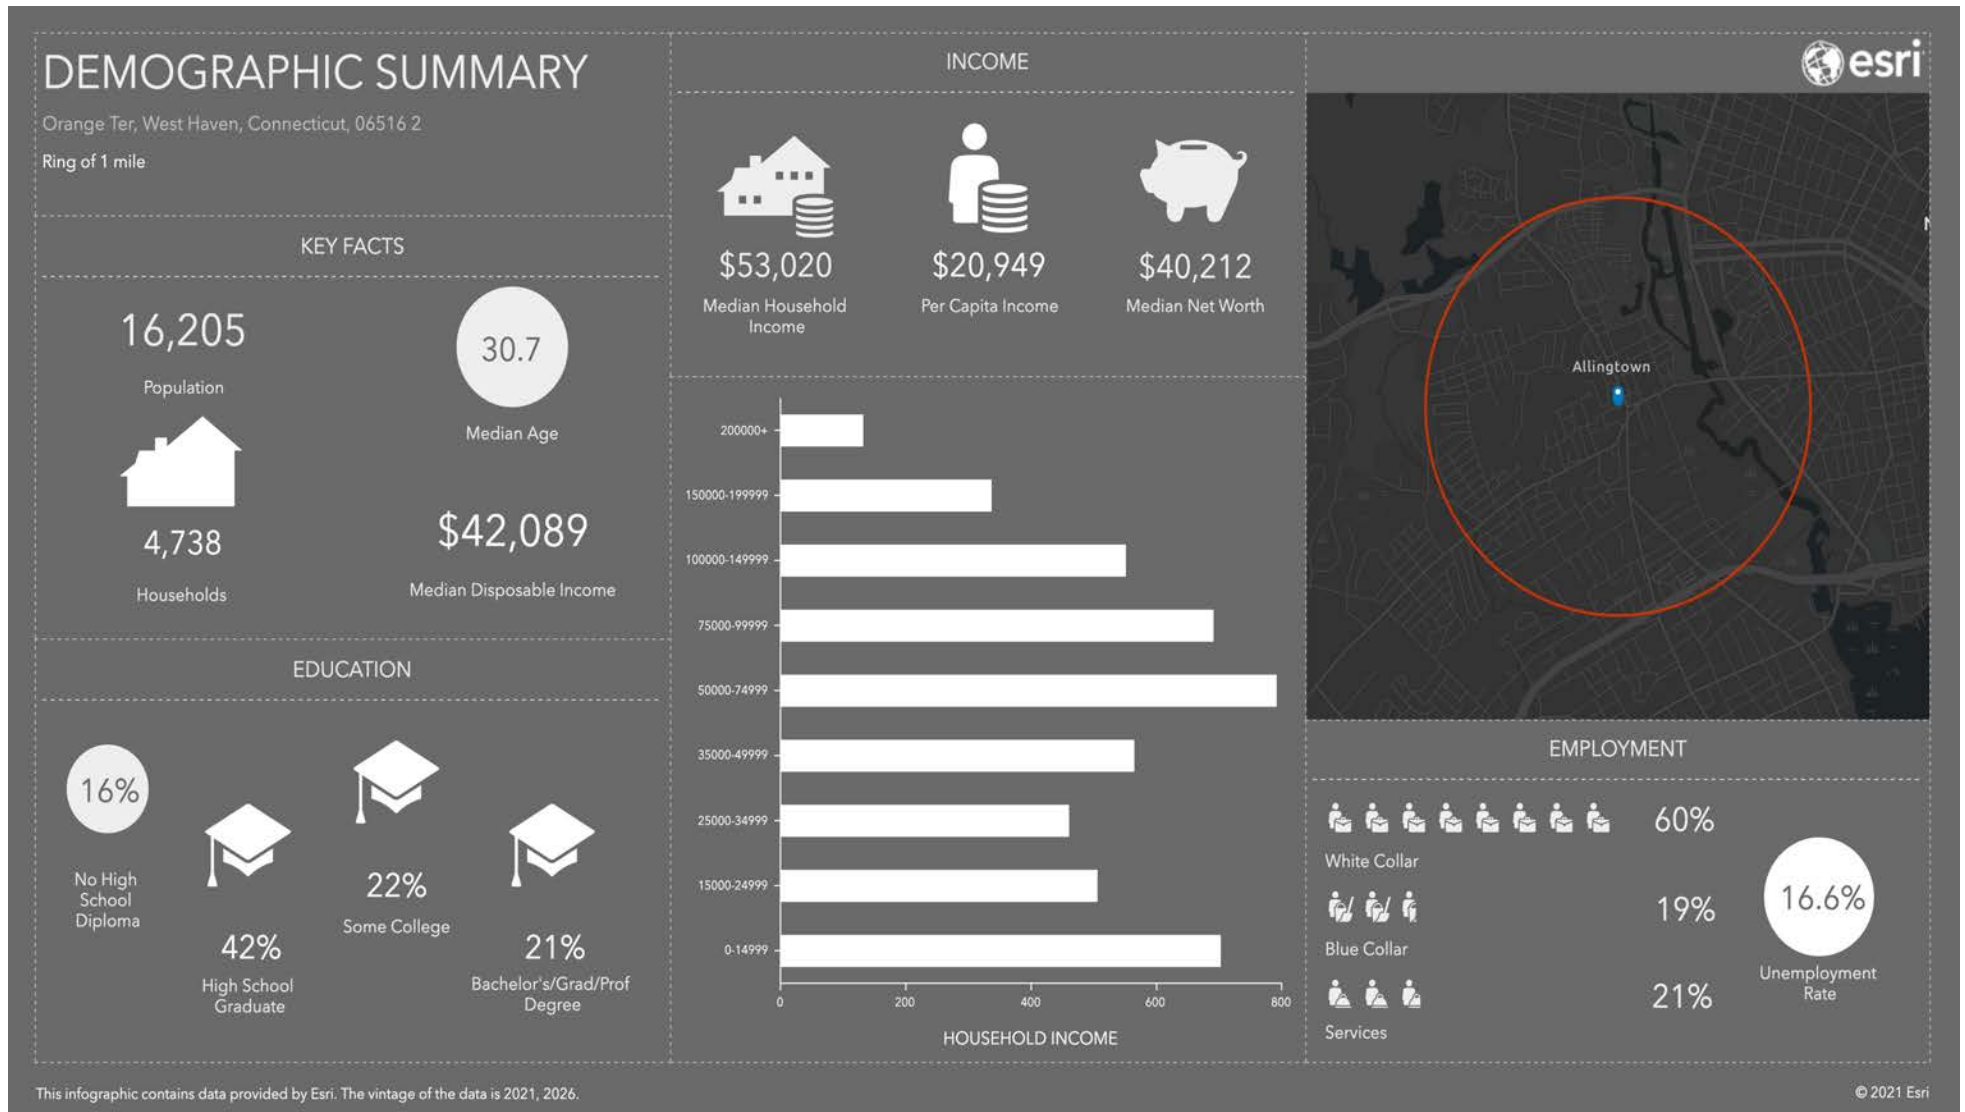 DEMOGRAPHIC SUMMARY
Orange Ter, West Haven, Connecticut, 06516 2
Ring of 1 mile
KEY FACTS
16,205
Population
30.7
Median Age
4,738
Households
$42,089
Median Disposable Income
EDUCATION
16%
No High
School
Diploma
42%
High School
Graduate
22%
Some College
21%
Bachelor's/Grad/Prof
Degree
INCOME
$53,020
Median Household
Income
$20,949
Per Capita Income
$40,212
Median Net Worth
200000+
150000-199999
100000-149999
75000-99999
50000-74999
35000-49999
25000-34999
15000-24999
0-14999
0 200 400 600 800
HOUSEHOLD INCOME
esri
N
Allingtown
EMPLOYMENT
60%
White Collar
19%
Blue Collar
21%
Services
16.6%
Unemployment
Rate
This infographic contains data provided by Esri. The vintage of the data is 2021, 2026.
© 2021 Esri